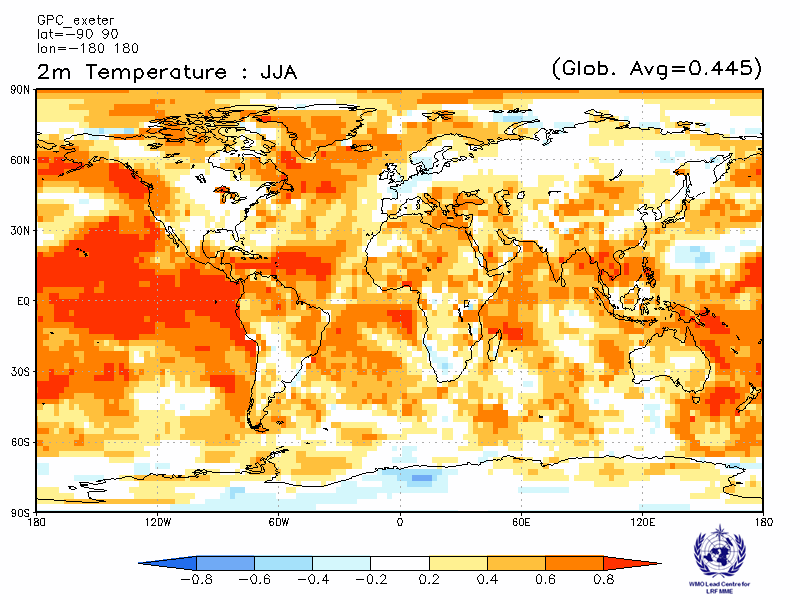 GPC_exeter
lat=−90 90
lon=−180 180
2m Temperature : JJA (Glob. Avg=0.445)
90N
60N
30N
EQ
30S
60S
90S
180 120W 60W 0 60E 120E 180
−0.8 −0.6 −0.4 −0.2 0.2 0.4 0.6 0.8
WMO Lead Centre for
LRF MME